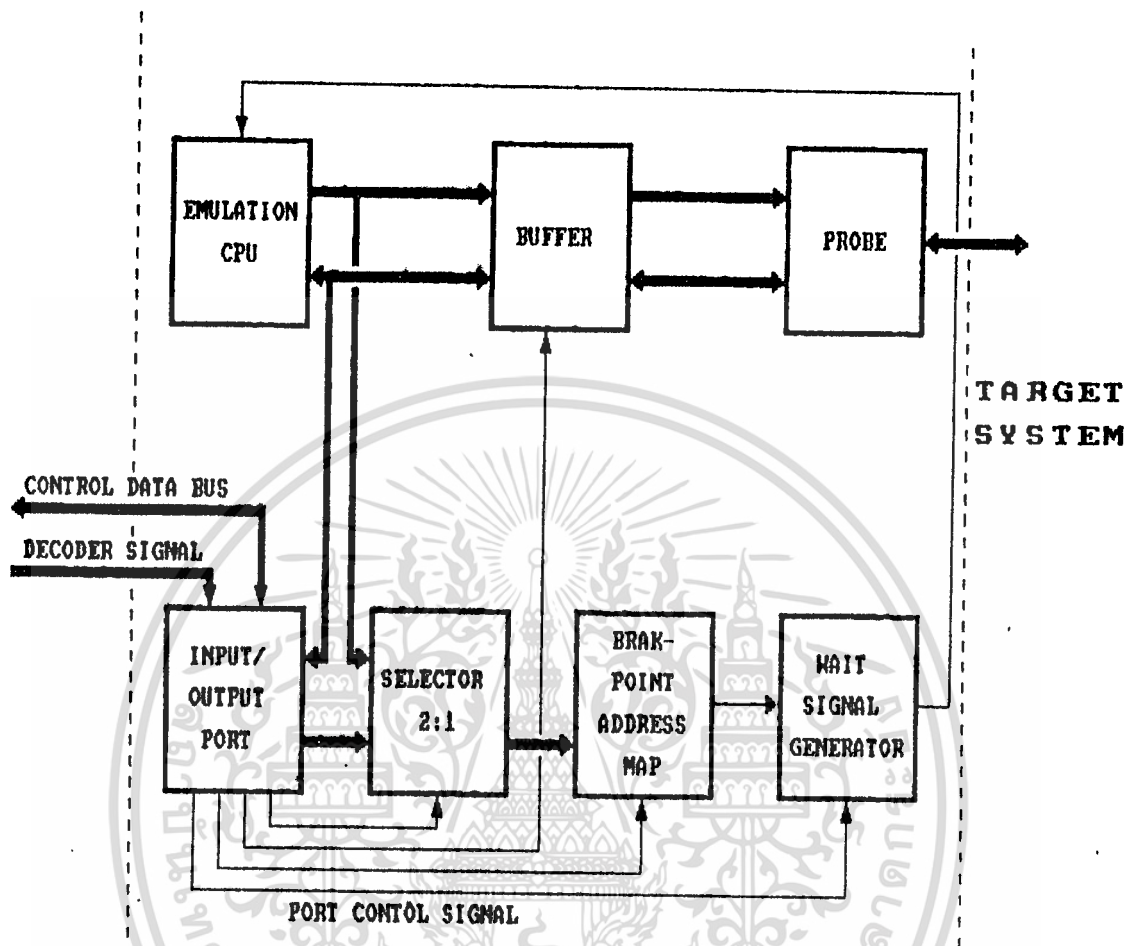 EMULATION
CPU
BUFFER
PROBE
TARGET
SYSTEM
CONTROL DATA BUS
DECODER SIGNAL
INPUT/
OUTPUT
PORT
SELECTOR
2:1
BRAK-
POINT
ADDRESS
MAP
WAIT
SIGNAL
GENERATOR
PORT CONTOL SIGNAL